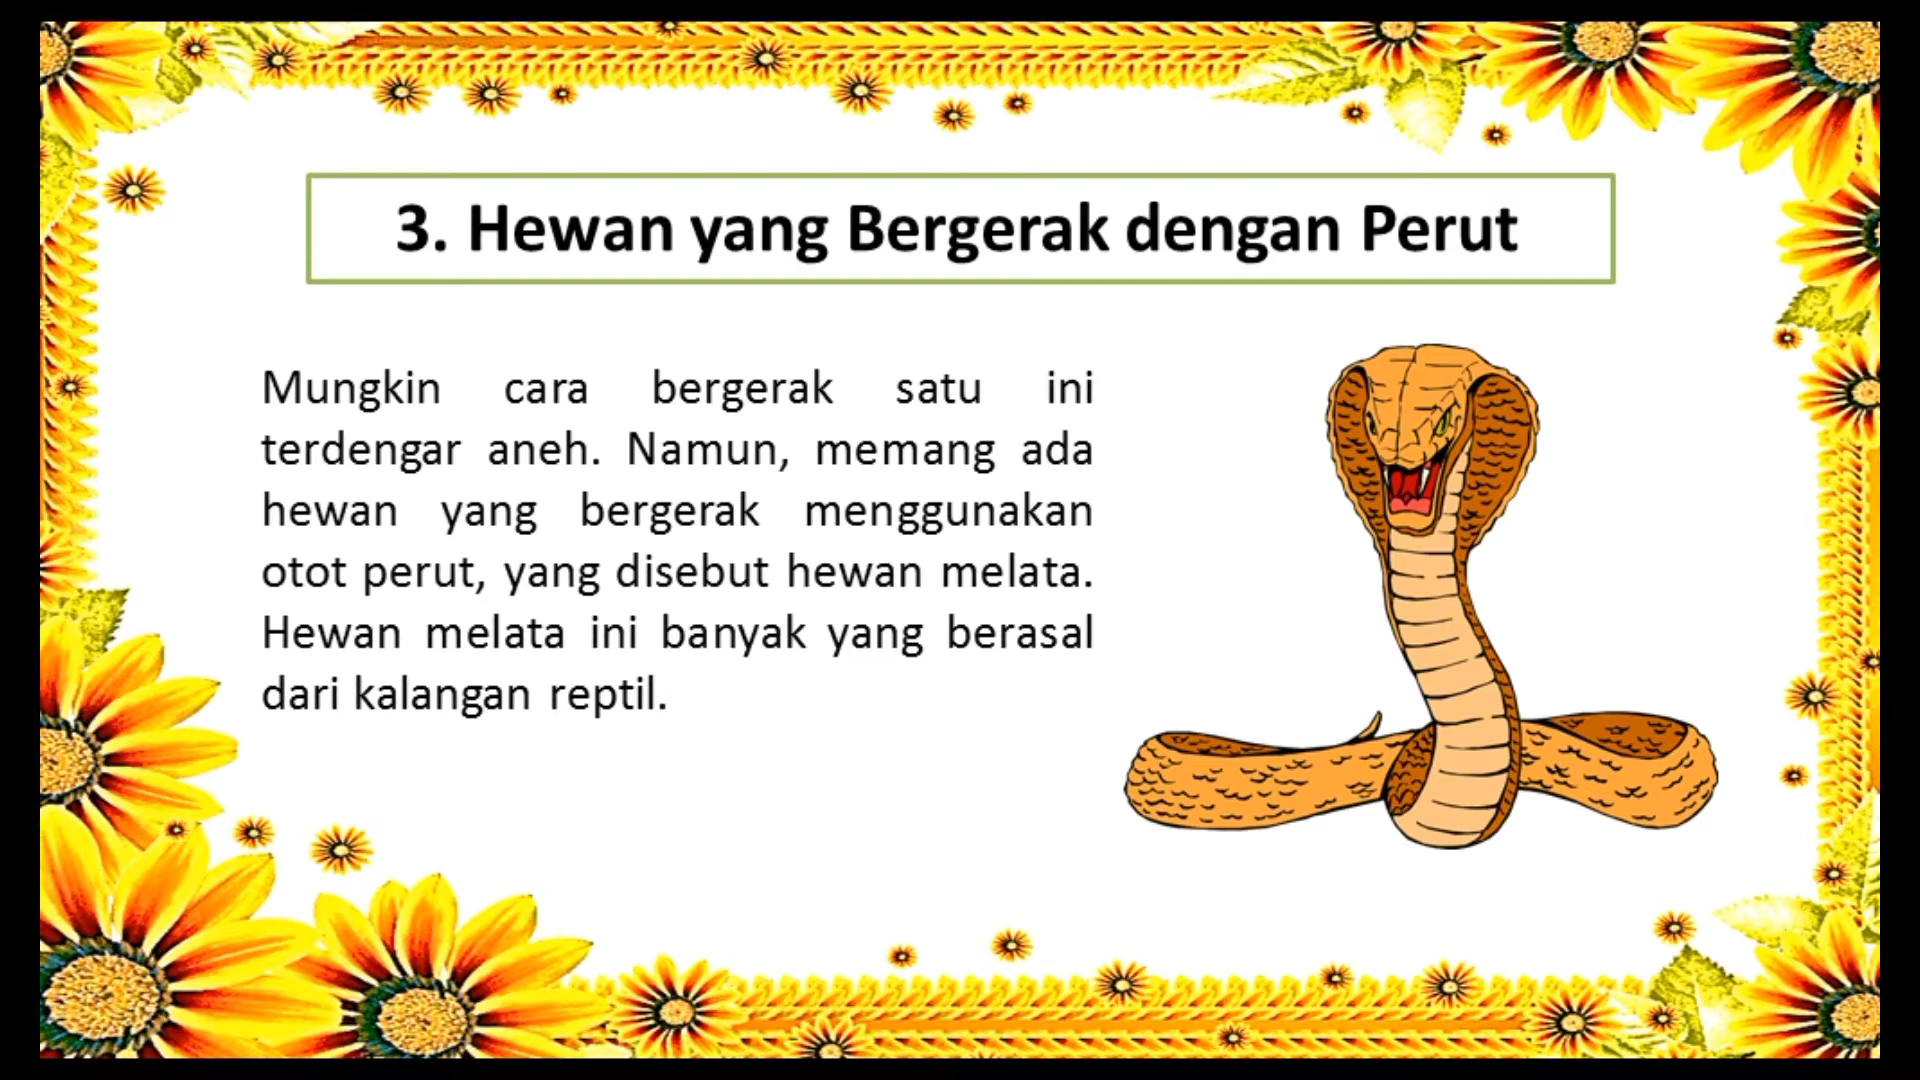 3. Hewan yang Bergerak dengan Perut
Mungkin cara bergerak satu ini
terdengar aneh. Namun, memang ada
hewan yang bergerak menggunakan
otot perut, yang disebut hewan melata.
Hewan melata ini banyak yang berasal
dari kalangan reptil.